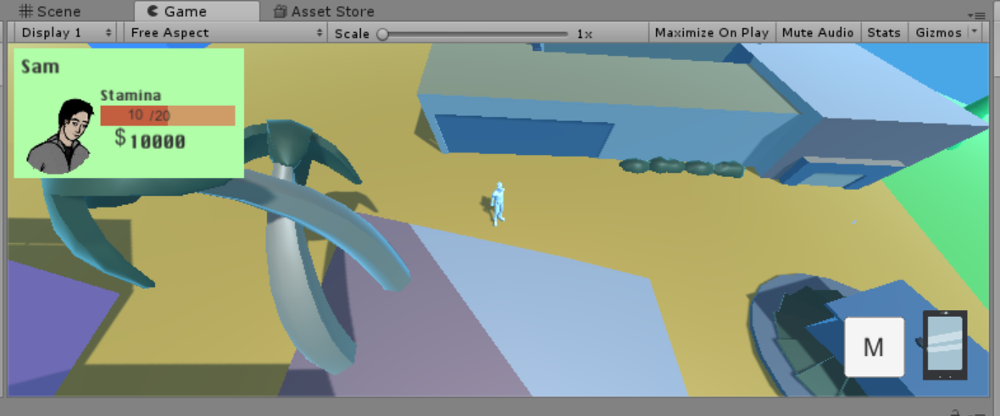 Scene Game Asset Store
Display 1 Free Aspect Scale 1x Maximize On Play Mute Audio Stats Gizmos
Sam
Stamina
10 /20
$10000
M